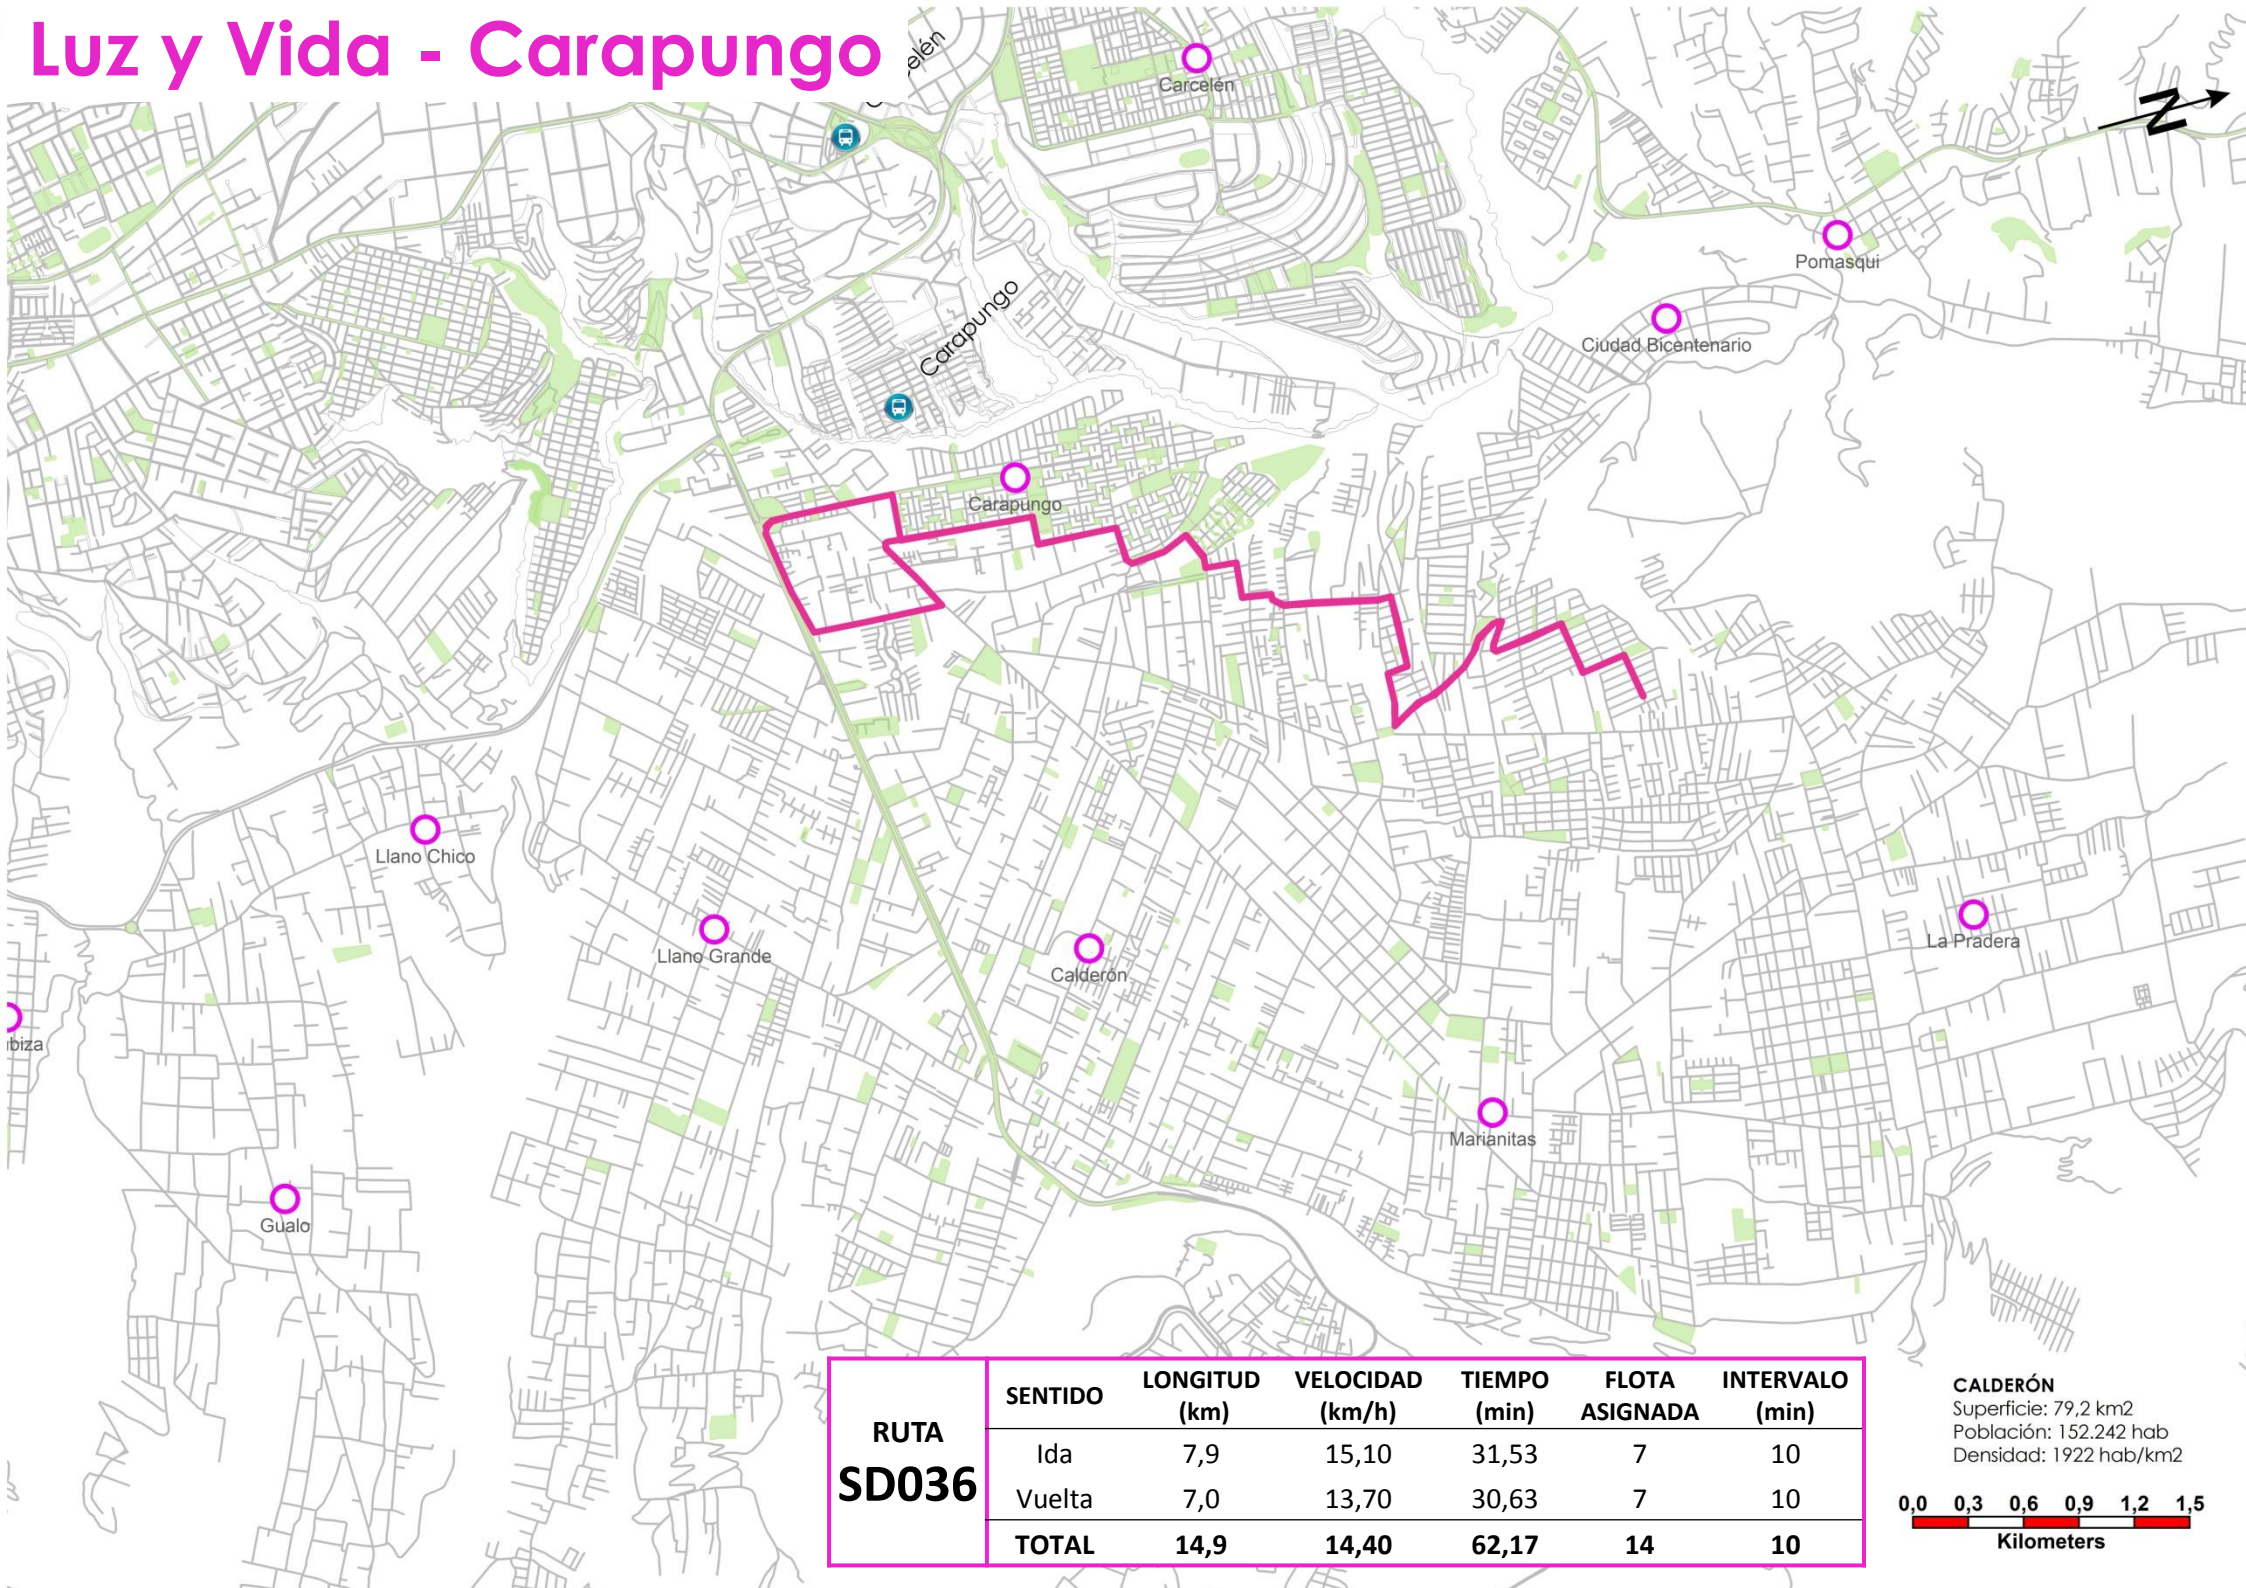 Luz y Vida - Carapungo
Carcelén
N
Pomasqui
Carapungo
Ciudad Bicentenario
Carapungo
Llano Chico
Llano Grande
Calderón
La Pradera
Marianitas
Gualo
RUTA
SD036
SENTIDO LONGITUD (km) VELOCIDAD (km/h) TIEMPO (min) FLOTA ASIGNADA INTERVALO (min)
Ida 7,9 15,10 31,53 7 10
Vuelta 7,0 13,70 30,63 7 10
TOTAL 14,9 14,40 62,17 14 10
CALDERÓN
Superficie: 79,2 km2
Población: 152.242 hab
Densidad: 1922 hab/km2
0,0 0,3 0,6 0,9 1,2 1,5
Kilometers